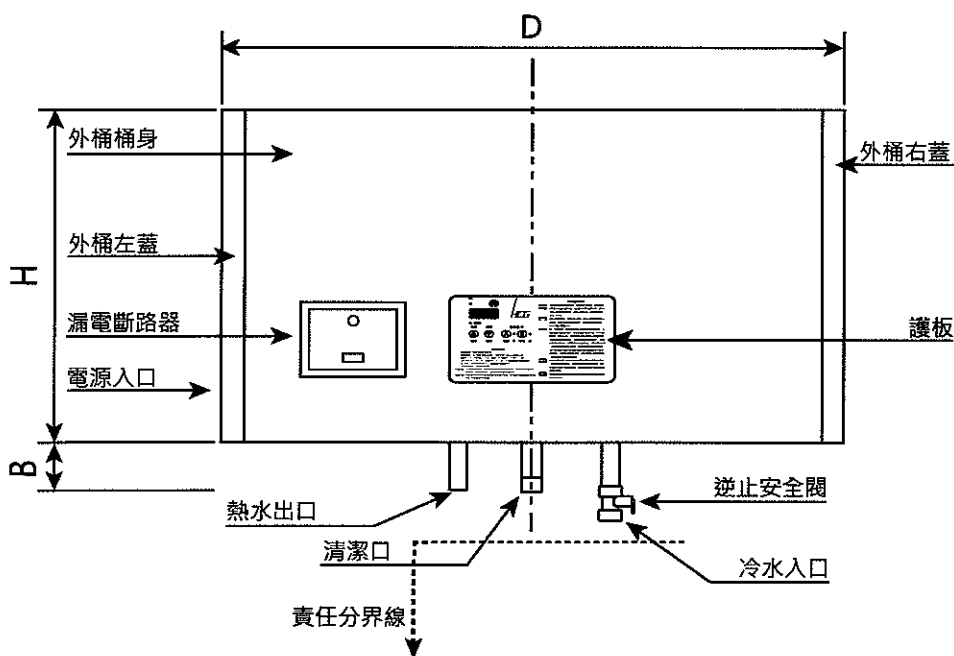 D
外桶桶身
外桶右蓋
外桶左蓋
H
漏電斷路器
HCG
護板
電源入口
B
熱水出口
逆止安全閥
清潔口
冷水入口
責任分界線